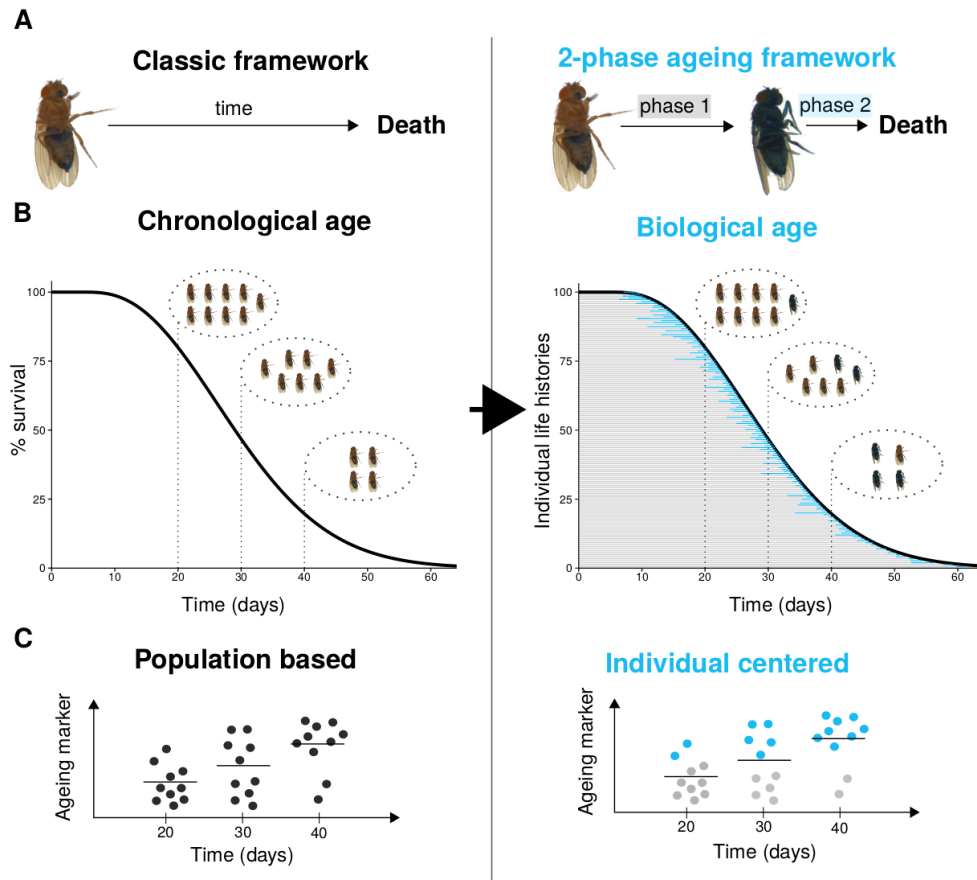 A
Classic framework
time
Death
2-phase ageing framework
phase 1
phase 2
Death
B
Chronological age
% survival
100
75
50
25
0
0 10 20 30 40 50 60
Time (days)
Biological age
Individual life histories
100
75
50
25
0
0 10 20 30 40 50 60
Time (days)
C
Population based
Ageing marker
20 30 40
Time (days)
Individual centered
Ageing marker
20 30 40
Time (days)